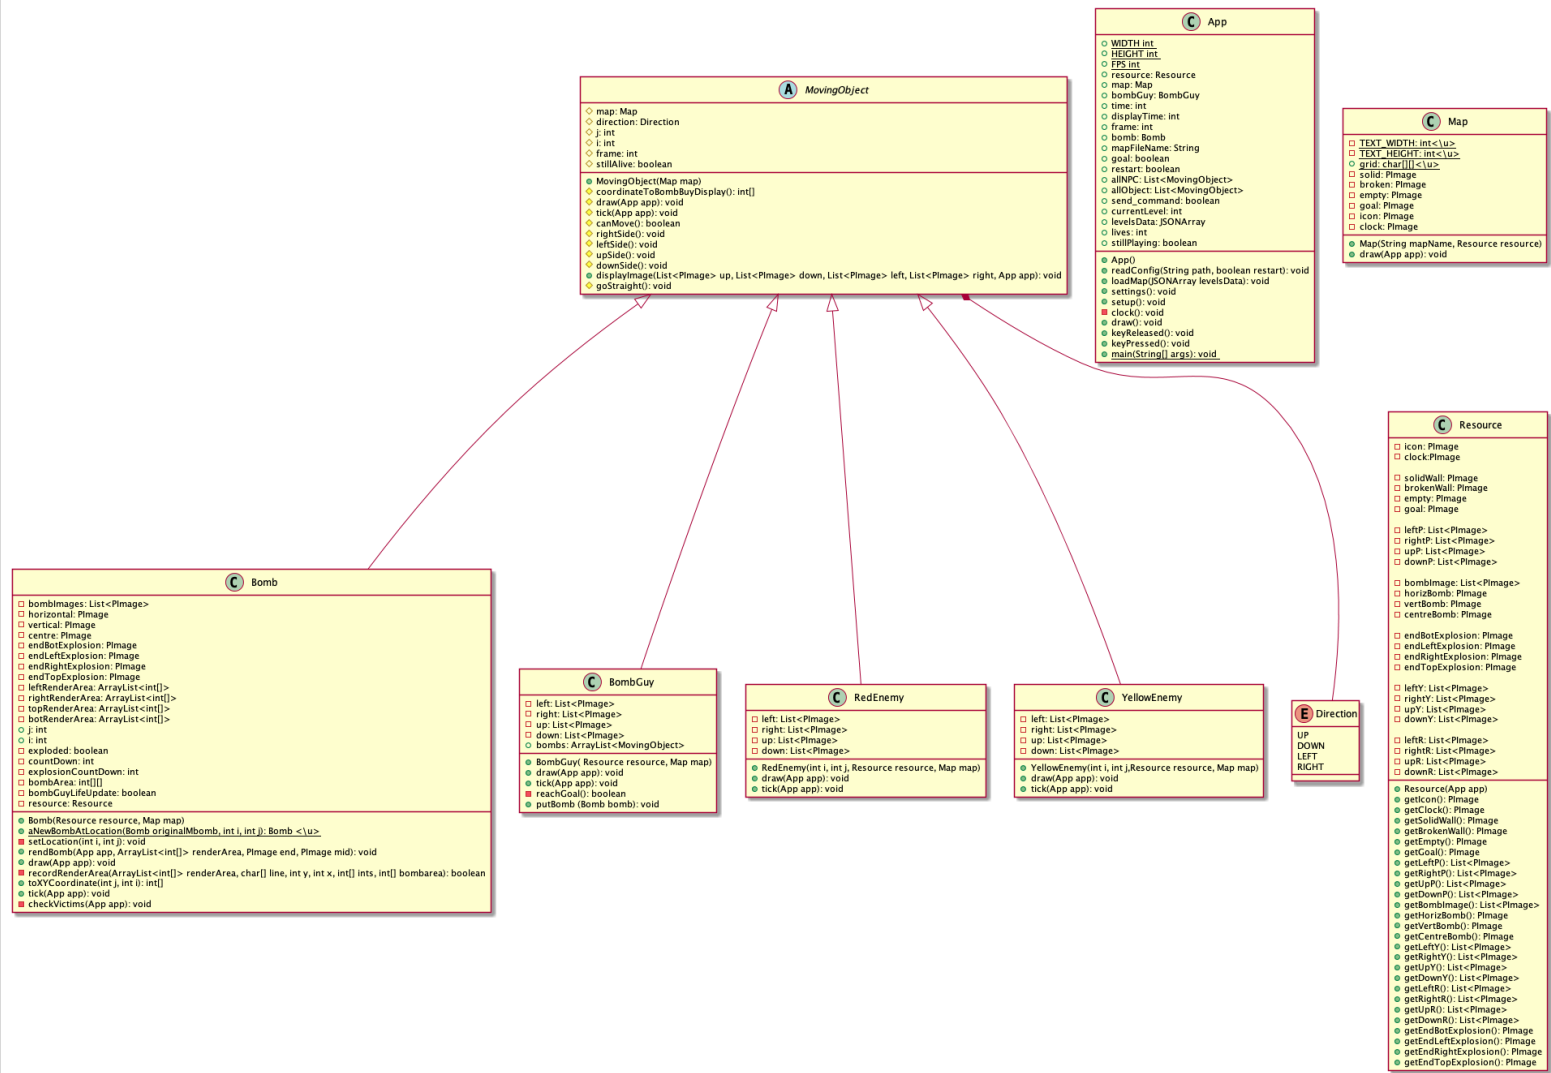 A MovingObject
map: Map
direction: Direction
j: int
i: int
frame: int
stillAlive: boolean
MovingObject(Map map)
coordinateToBombBuyDisplay(): int[]
draw(App app): void
tick(App app): void
canMove(): boolean
rightSide(): void
leftSide(): void
upSide(): void
downSide(): void
displayImage(List<PImage> up, List<PImage> down, List<PImage> left, List<PImage> right, App app): void
goStraight(): void
C App
WIDTH int
HEIGHT int
FPS int
resource: Resource
map: Map
bombGuy: BombGuy
time: int
displayTime: int
frame: int
bomb: Bomb
mapFileName: String
goal: boolean
restart: boolean
allNPC: List<MovingObject>
allObject: List<MovingObject>
send_command: boolean
currentLevel: int
levelsData: JSONArray
lives: int
stillPlaying: boolean
App()
readConfig(String path, boolean restart): void
loadMap(JSONArray levelsData): void
settings(): void
setup(): void
clock(): void
draw(): void
keyReleased(): void
keyPressed(): void
main(String[] args): void
C Map
TEXT_WIDTH: int<\u>
TEXT_HEIGHT: int<\u>
grid: char[][]<\u>
solid: PImage
broken: PImage
empty: PImage
goal: PImage
icon: PImage
clock: PImage
Map(String mapName, Resource resource)
draw(App app): void
C Bomb
bombImages: List<PImage>
horizontal: PImage
vertical: PImage
centre: PImage
endBotExplosion: PImage
endLeftExplosion: PImage
endRightExplosion: PImage
endTopExplosion: PImage
leftRenderArea: ArrayList<int[]>
rightRenderArea: ArrayList<int[]>
topRenderArea: ArrayList<int[]>
botRenderArea: ArrayList<int[]>
j: int
i: int
exploded: boolean
countDown: int
explosionCountDown: int
bombArea: int[][]
bombGuyLifeUpdate: boolean
resource: Resource
Bomb(Resource resource, Map map)
aNewBombAtLocation(Bomb originalMbomb, int i, int j): Bomb <\u>
setLocation(int i, int j): void
rendBomb(App app, ArrayList<int[]> renderArea, PImage end, PImage mid): void
draw(App app): void
recordRenderArea(ArrayList<int[]> renderArea, char[] line, int y, int x, int[] ints, int[] bombarea): boolean
toXYCoordinate(int j, int i): int[]
tick(App app): void
checkVictims(App app): void
C BombGuy
left: List<PImage>
right: List<PImage>
up: List<PImage>
down: List<PImage>
bombs: ArrayList<MovingObject>
BombGuy( Resource resource, Map map)
draw(App app): void
tick(App app): void
reachGoal(): boolean
putBomb (Bomb bomb): void
C RedEnemy
left: List<PImage>
right: List<PImage>
up: List<PImage>
down: List<PImage>
RedEnemy(int i, int j, Resource resource, Map map)
draw(App app): void
tick(App app): void
C YellowEnemy
left: List<PImage>
right: List<PImage>
up: List<PImage>
down: List<PImage>
YellowEnemy(int i, int j,Resource resource, Map map)
draw(App app): void
tick(App app): void
E Direction
UP
DOWN
LEFT
RIGHT
C Resource
icon: PImage
clock:PImage
solidWall: PImage
brokenWall: PImage
empty: PImage
goal: PImage
leftP: List<PImage>
rightP: List<PImage>
upP: List<PImage>
downP: List<PImage>
bombImage: List<PImage>
horizBomb: PImage
vertBomb: PImage
centreBomb: PImage
endBotExplosion: PImage
endLeftExplosion: PImage
endRightExplosion: PImage
endTopExplosion: PImage
leftY: List<PImage>
rightY: List<PImage>
upY: List<PImage>
downY: List<PImage>
leftR: List<PImage>
rightR: List<PImage>
upR: List<PImage>
downR: List<PImage>
Resource(App app)
getIcon(): PImage
getClock(): PImage
getSolidWall(): PImage
getBrokenWall(): PImage
getEmpty(): PImage
getGoal(): PImage
getLeftP(): List<PImage>
getRightP(): List<PImage>
getUpP(): List<PImage>
getDownP(): List<PImage>
getBombImage(): List<PImage>
getHorizBomb(): PImage
getVertBomb(): PImage
getCentreBomb(): PImage
getLeftY(): List<PImage>
getRightY(): List<PImage>
getUpY(): List<PImage>
getDownY(): List<PImage>
getLeftR(): List<PImage>
getRightR(): List<PImage>
getUpR(): List<PImage>
getDownR(): List<PImage>
getEndBotExplosion(): PImage
getEndLeftExplosion(): PImage
getEndRightExplosion(): PImage
getEndTopExplosion(): PImage